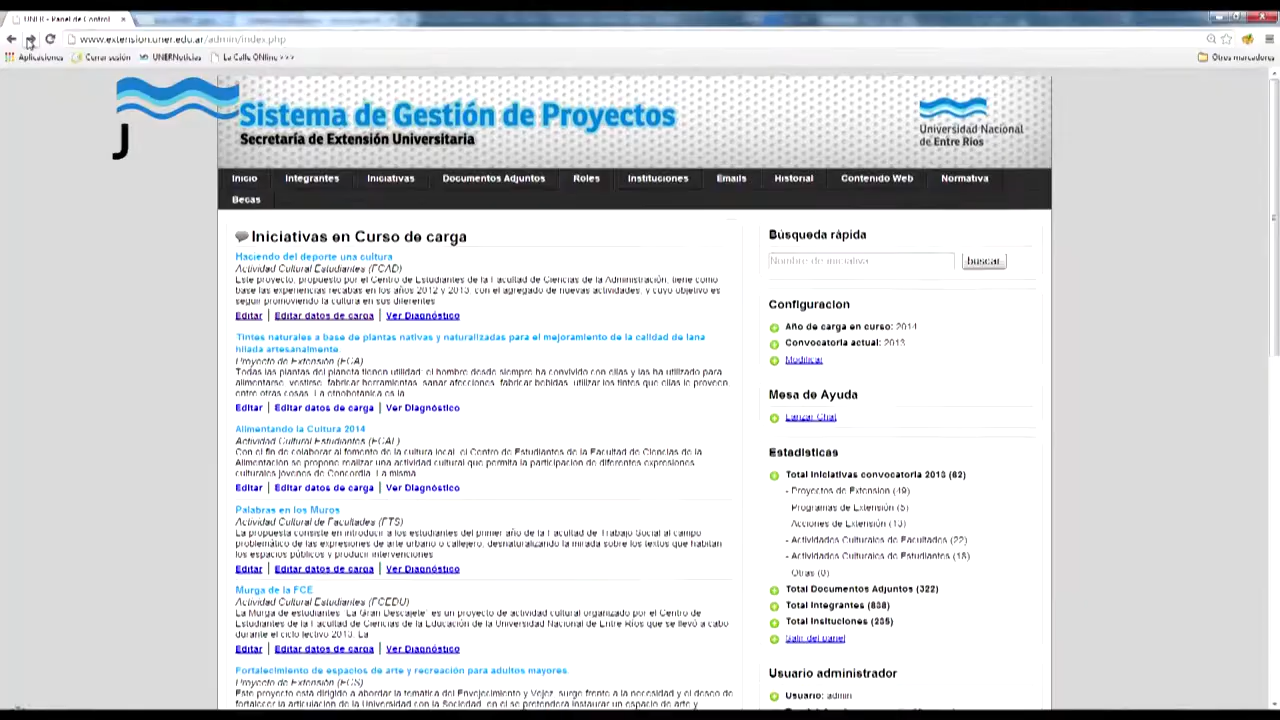 UNER - Panel de Control
www.extension.uner.edu.ar/admin/index.php
Aplicaciones Cerrar sesión UNERNoticias La Calle ONline >>>
Otros marcadores
J
Sistema de Gestión de Proyectos
Secretaría de Extensión Universitaria
Universidad Nacional
de Entre Ríos
Inicio Integrantes Iniciativas Documentos Adjuntos Roles Instituciones Emails Historial Contenido Web Normativa
Becas
Iniciativas en Curso de carga
Haciendo del deporte una cultura
Actividad Cultural Estudiantes (FCAD)
Este proyecto, propuesto por el Centro de Estudiantes de la Facultad de Ciencias de la Administración, tiene como
base las experiencias recabas en los años 2012 y 2013, con el agregado de nuevas actividades, y cuyo objetivo es
seguir promoviendo la cultura en sus diferentes
Editar | Editar datos de carga | Ver Diagnóstico
Tintes naturales a base de plantas nativas y naturalizadas para el mejoramiento de la calidad de lana
hilada artesanalmente
Proyecto de Extensión (FCA)
Todas las plantas del planeta tienen utilidad: el hombre desde siempre ha convivido con ellas y las ha utilizado para
alimentarse, vestirse, fabricar herramientas, sanar afecciones, fabricar bebidas, utilizar los tintes que ellas le proveen,
entre otras cosas. La etnobotánica es la
Editar | Editar datos de carga | Ver Diagnóstico
Alimentando la Cultura 2014
Actividad Cultural Estudiantes (FCAL)
Con el fin de colaborar al fomento de la cultura local, el Centro de Estudiantes de la Facultad de Ciencias de la
Alimentación se propone realizar una actividad cultural que permita la participación de diferentes expresiones
culturales jóvenes de Concordia. La misma
Editar | Editar datos de carga | Ver Diagnóstico
Palabras en los Muros
Actividad Cultural de Facultades (FTS)
La propuesta consiste en introducir a los estudiantes del primer año de la Facultad de Trabajo Social al campo
problemático de las expresiones de arte urbano o callejero, desnaturalizando la mirada sobre los textos que habitan
los espacios públicos y producir intervenciones
Editar | Editar datos de carga | Ver Diagnóstico
Murga de la FCE
Actividad Cultural Estudiantes (FCEDU)
La Murga de estudiantes "La Gran Descajete" es un proyecto de actividad cultural organizado por el Centro de
Estudiantes de la Facultad de Ciencias de la Educación de la Universidad Nacional de Entre Ríos que se llevó a cabo
durante el ciclo lectivo 2013. La
Editar | Editar datos de carga | Ver Diagnóstico
Fortalecimiento de espacios de arte y recreación para adultos mayores.
Proyecto de Extensión (FCS)
Este proyecto está dirigido a abordar la temática del Envejecimiento y Vejez, surge frente a la necesidad y el deseo de
fortalecer la articulación de la Universidad con la Sociedad, en el se pretenderá instaurar un espacio de arte y
Búsqueda rápida
Nombre de iniciativa buscar
Configuracion
Año de carga en curso: 2014
Convocatoria actual: 2013
Modificar
Mesa de Ayuda
Lanzar Chat
Estadisticas
Total Iniciativas convocatoria 2013 (62)
- Proyectos de Extensión (49)
Programas de Extensión (5)
Acciones de Extensión (13)
- Actividades Culturales de Facultades (22)
- Actividades Culturales de Estudiantes (18)
Otras (0)
Total Documentos Adjuntos (322)
Total Integrantes (838)
Total Insituciones (235)
Salir del panel
Usuario administrador
Usuario: admin